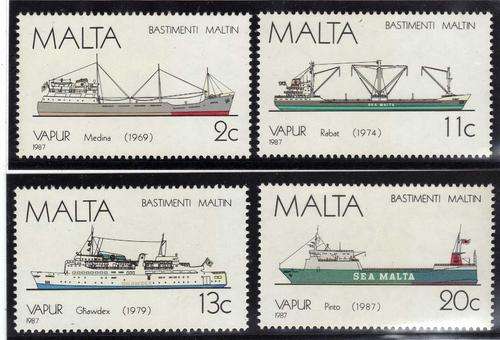 MALTA BASTIMENTI MALTIN
VAPUR Medina (1969) 2c
1987
MALTA BASTIMENTI MALTIN
SEA MALTA
VAPUR Rabat (1974) 11c
1987
MALTA BASTIMENTI MALTIN
VAPUR Għawdex (1979) 13c
1987
MALTA BASTIMENTI MALTIN
SEA MALTA
VAPUR Pinto (1987) 20c
1987